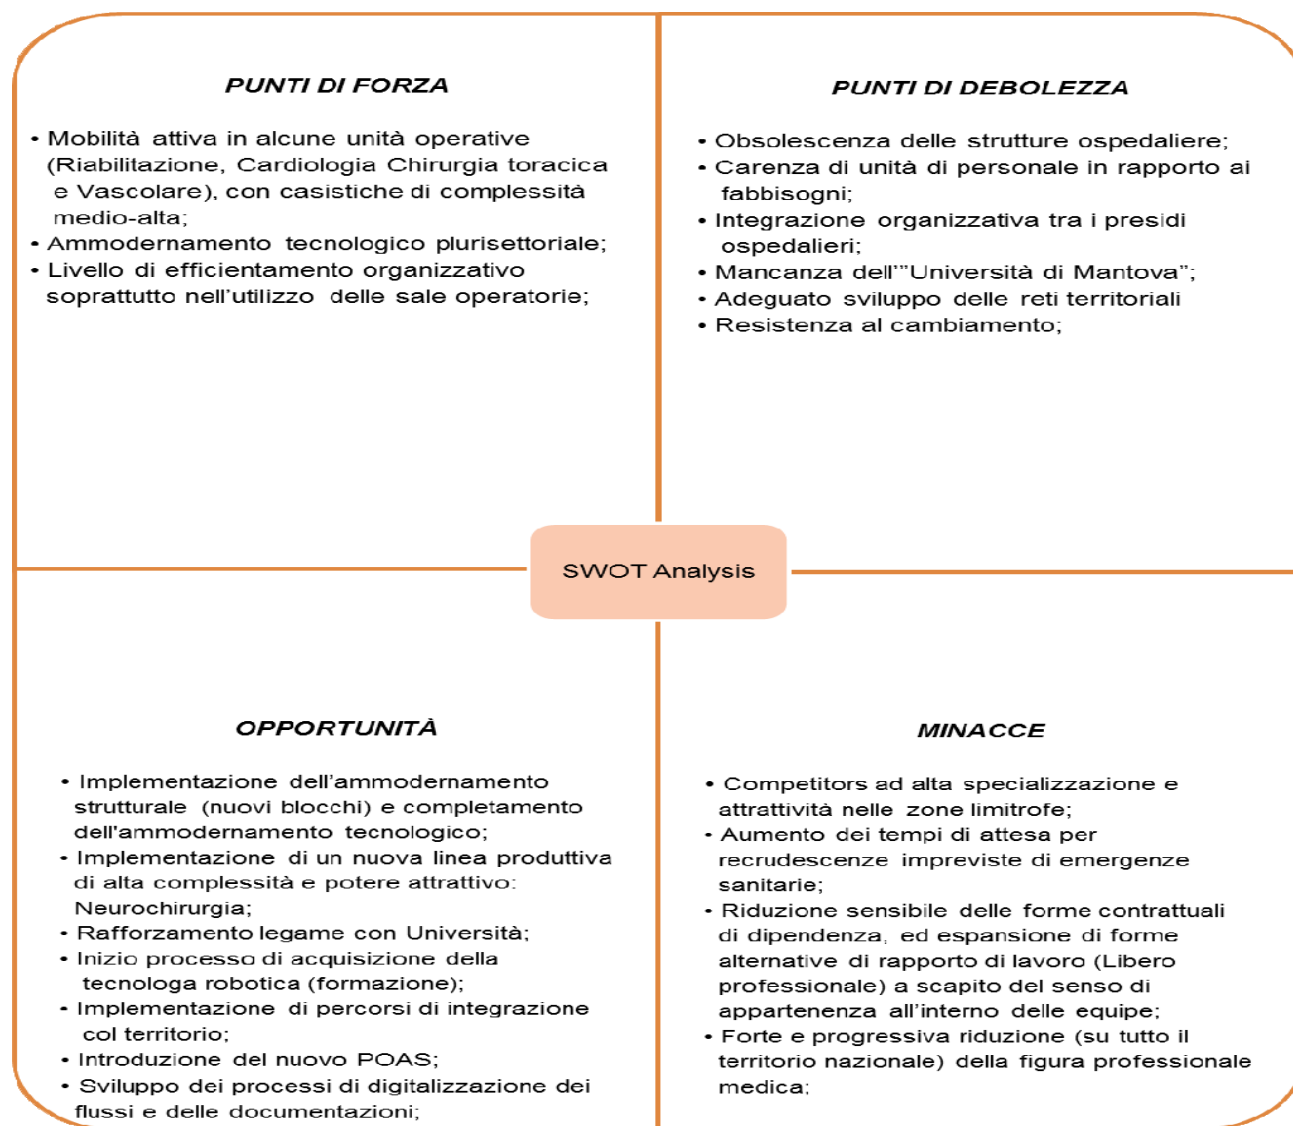 PUNTI DI FORZA
• Mobilità attiva in alcune unità operative
(Riabilitazione, Cardiologia Chirurgia toracica
e Vascolare), con casistiche di complessità
medio-alta;
• Ammodernamento tecnologico plurisettoriale;
• Livello di efficientamento organizzativo
soprattutto nell'utilizzo delle sale operatorie;
PUNTI DI DEBOLEZZA
• Obsolescenza delle strutture ospedaliere;
• Carenza di unità di personale in rapporto ai
fabbisogni;
• Integrazione organizzativa tra i presidi
ospedalieri;
• Mancanza dell'"Università di Mantova";
• Adeguato sviluppo delle reti territoriali
• Resistenza al cambiamento;
SWOT Analysis
OPPORTUNITÀ
• Implementazione dell'ammodernamento
strutturale (nuovi blocchi) e completamento
dell'ammodernamento tecnologico;
• Implementazione di un nuova linea produttiva
di alta complessità e potere attrattivo:
Neurochirurgia;
• Rafforzamento legame con Università;
• Inizio processo di acquisizione della
tecnologa robotica (formazione);
• Implementazione di percorsi di integrazione
col territorio;
• Introduzione del nuovo POAS;
• Sviluppo dei processi di digitalizzazione dei
flussi e delle documentazioni;
MINACCE
• Competitors ad alta specializzazione e
attrattività nelle zone limitrofe;
• Aumento dei tempi di attesa per
recrudescenze impreviste di emergenze
sanitarie;
• Riduzione sensibile delle forme contrattuali
di dipendenza, ed espansione di forme
alternative di rapporto di lavoro (Libero
professionale) a scapito del senso di
appartenenza all'interno delle equipe;
• Forte e progressiva riduzione (su tutto il
territorio nazionale) della figura professionale
medica;